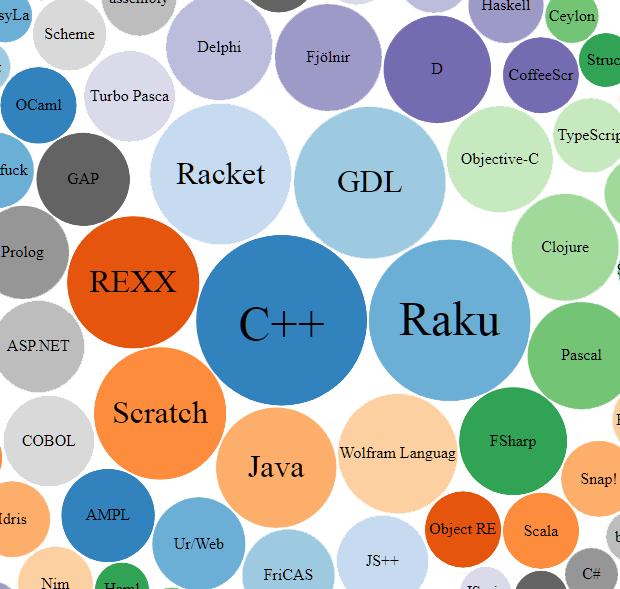 syLa
Scheme
assembly
Delphi
Fjölnir
D
Haskell
Ceylon
CoffeeScr
Struc
OCaml
Turbo Pasca
TypeScrip
Objective-C
fuck
GAP
Racket
GDL
Prolog
REXX
C++
Raku
Clojure
ASP.NET
Pascal
COBOL
Scratch
Java
Wolfram Languag
FSharp
Snap!
Idris
AMPL
Ur/Web
Object RE
Scala
Nim
Haml
FriCAS
JS++
C#